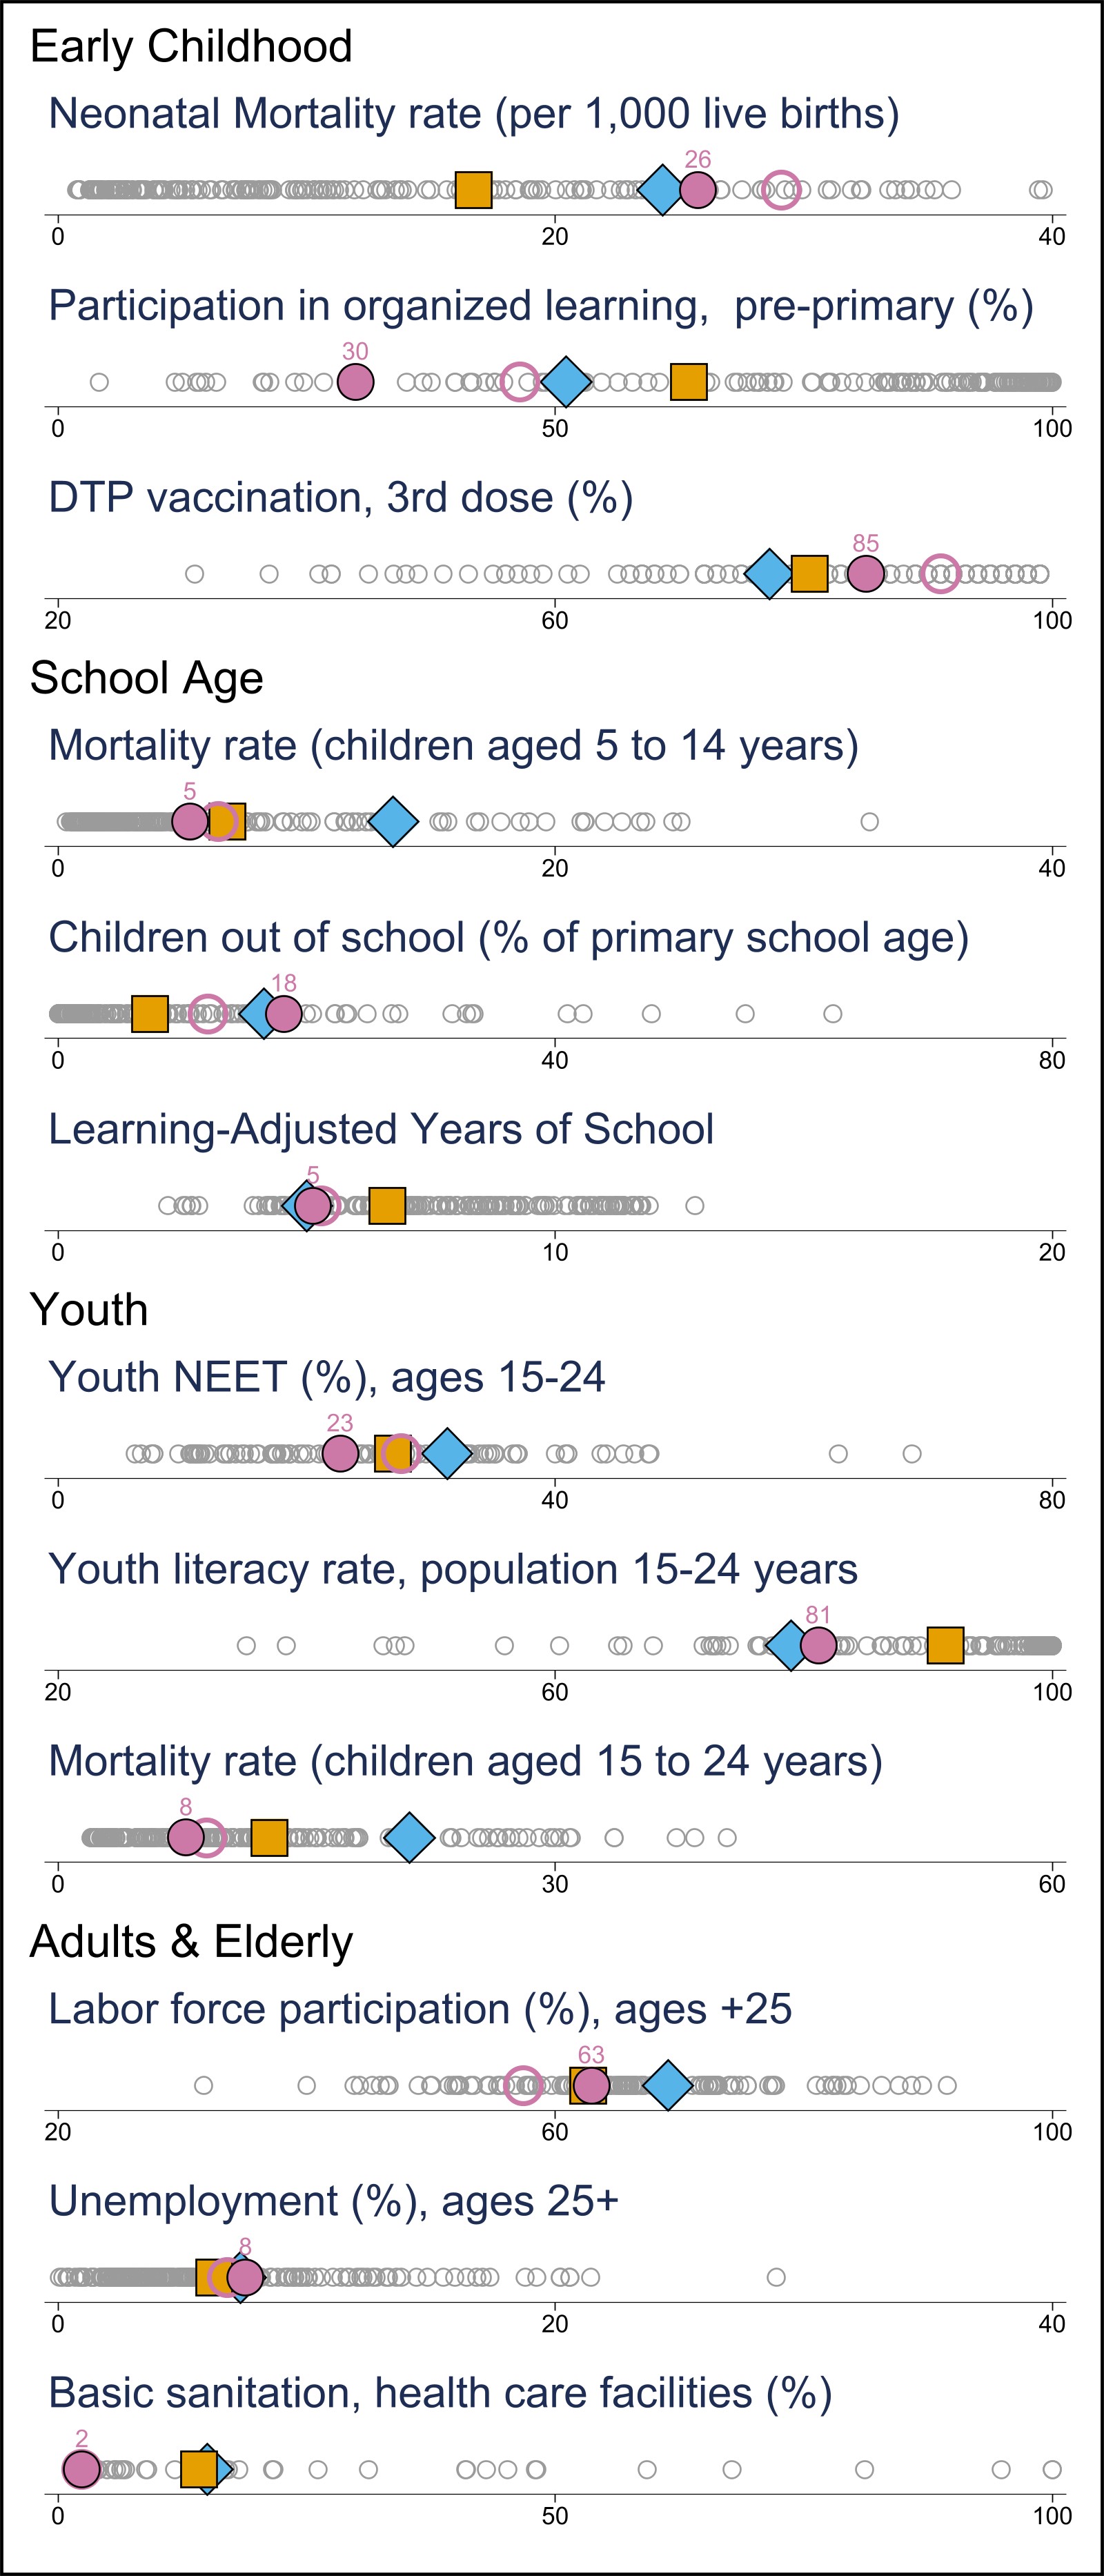 Early Childhood
Neonatal Mortality rate (per 1,000 live births)
26
0 20 40
Participation in organized learning,  pre-primary (%)
30
0 50 100
DTP vaccination, 3rd dose (%)
85
20 60 100
School Age
Mortality rate (children aged 5 to 14 years)
5
0 20 40
Children out of school (% of primary school age)
18
0 40 80
Learning-Adjusted Years of School
5
0 10 20
Youth
Youth NEET (%), ages 15-24
23
0 40 80
Youth literacy rate, population 15-24 years
81
20 60 100
Mortality rate (children aged 15 to 24 years)
8
0 30 60
Adults & Elderly
Labor force participation (%), ages +25
63
20 60 100
Unemployment (%), ages 25+
8
0 20 40
Basic sanitation, health care facilities (%)
2
0 50 100